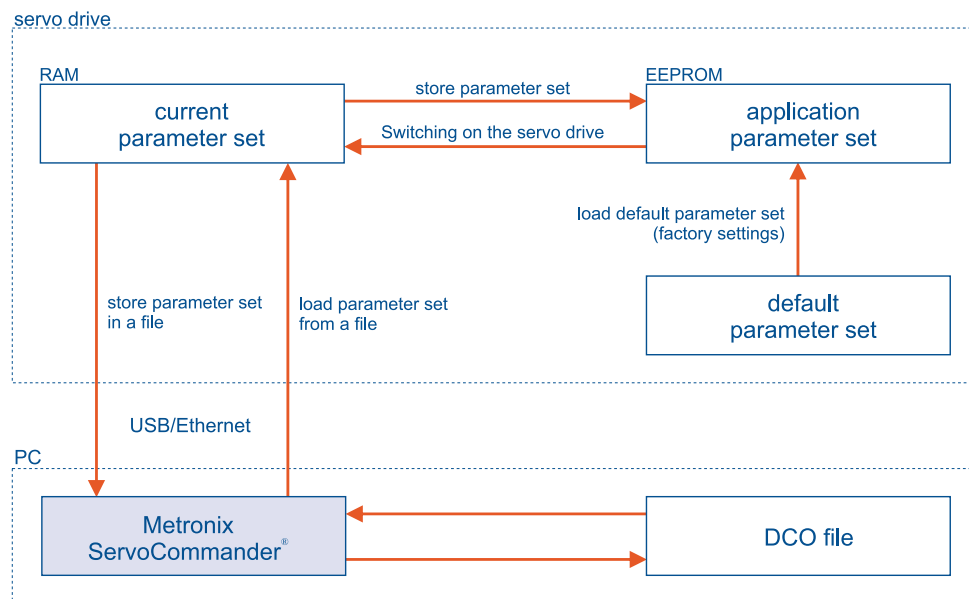 servo drive
RAM
EEPROM
current
parameter set
store parameter set
Switching on the servo drive
application
parameter set
load default parameter set
(factory settings)
default
parameter set
store parameter set
in a file
load parameter set
from a file
USB/Ethernet
PC
Metronix
ServoCommander®
DCO file